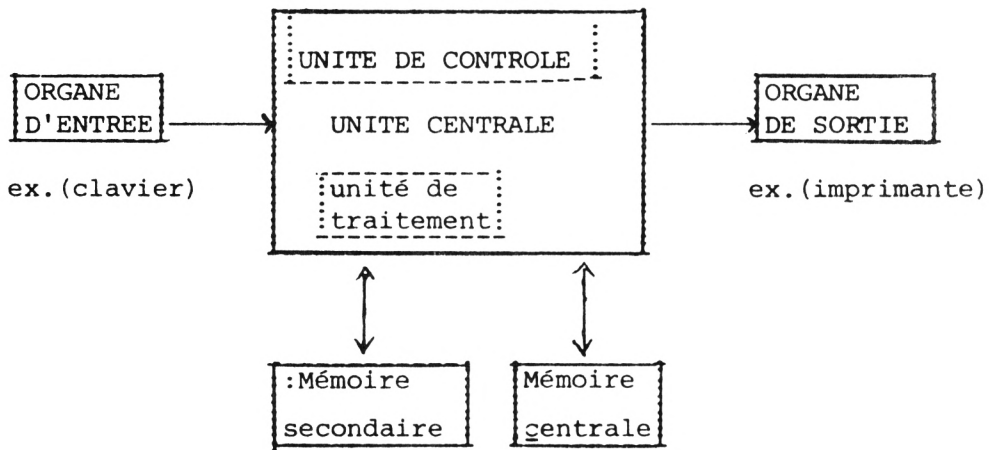 UNITE DE CONTROLE
ORGANE
D'ENTREE
ORGANE
DE SORTIE
UNITE CENTRALE
ex.(clavier)
unité de
traitement
ex.(imprimante)
:Mémoire
secondaire
Mémoire
centrale